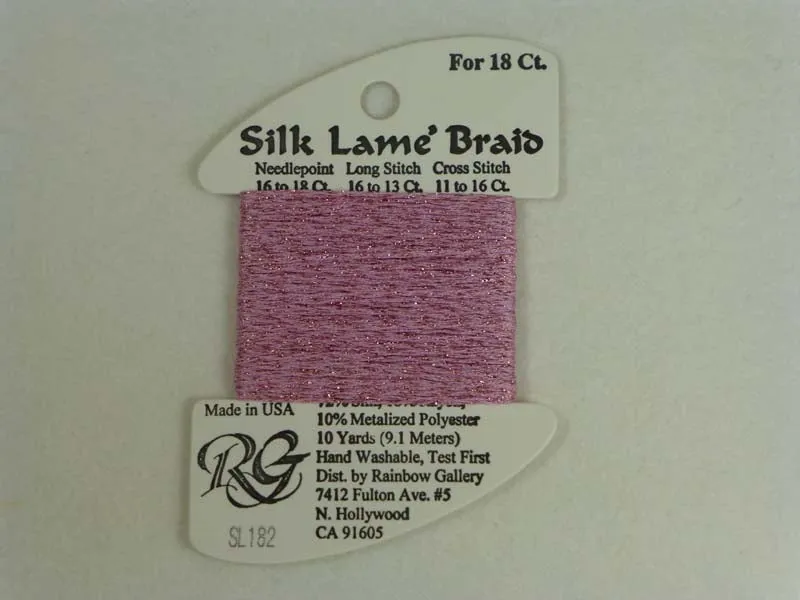 For 18 Ct.
Silk Lame' Braid
Needlepoint Long Stitch Cross Stitch
16 to 18 Ct. 16 to 13 Ct. 11 to 16 Ct.
Made in USA
RG
SL182
10% Metalized Polyester
10 Yards (9.1 Meters)
Hand Washable, Test First
Dist. by Rainbow Gallery
7412 Fulton Ave. #5
N. Hollywood
CA 91605